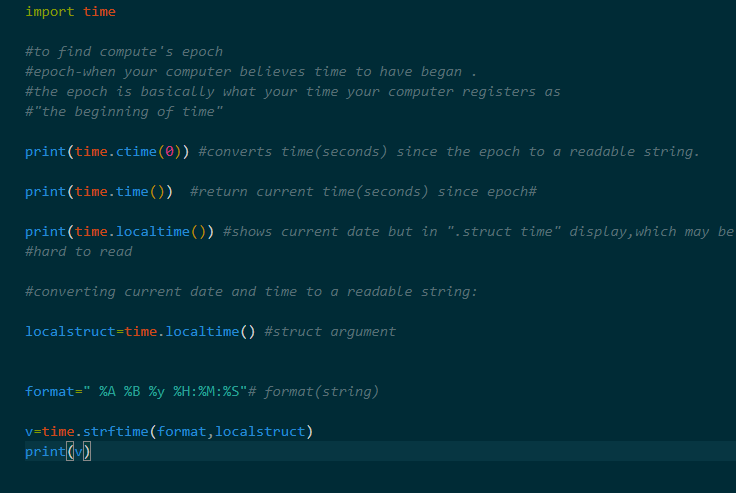 import time
#to find compute's epoch
#epoch-when your computer believes time to have began .
#the epoch is basically what your time your computer registers as
#"the beginning of time"
print(time.ctime(0)) #converts time(seconds) since the epoch to a readable string.
print(time.time())  #return current time(seconds) since epoch#
print(time.localtime()) #shows current date but in ".struct time" display,which may be
#hard to read
#converting current date and time to a readable string:
localstruct=time.localtime() #struct argument
format=" %A %B %y %H:%M:%S"# format(string)
v=time.strftime(format,localstruct)
print(v)